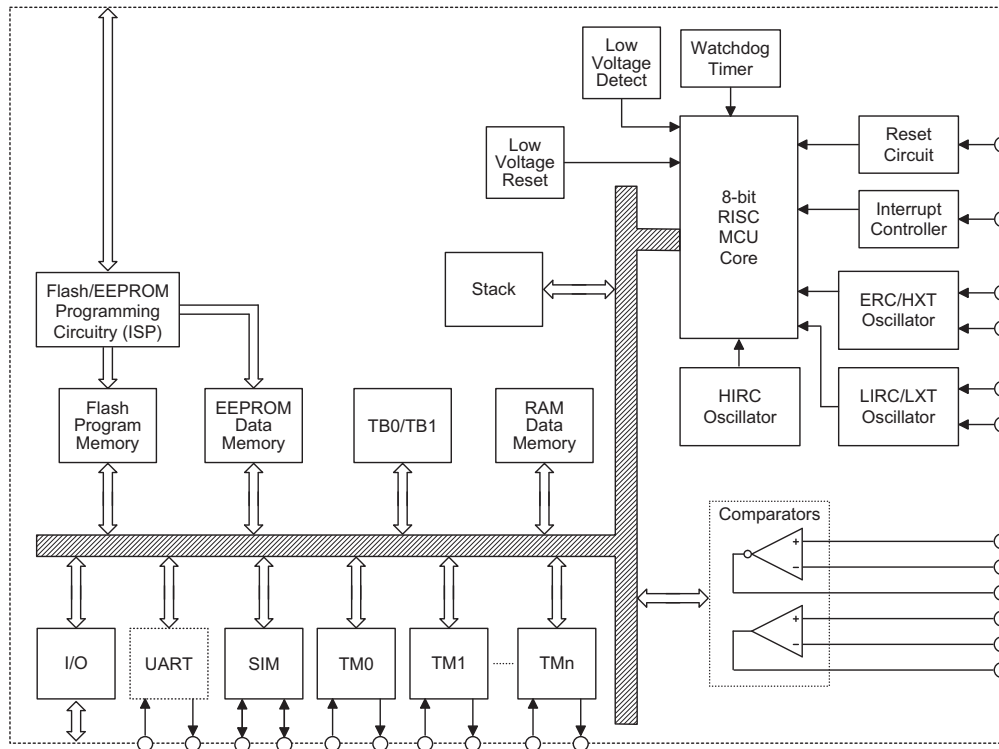 Low
Voltage
Detect
Watchdog
Timer
Low
Voltage
Reset
8-bit
RISC
MCU
Core
Reset
Circuit
Interrupt
Controller
Stack
ERC/HXT
Oscillator
Flash/EEPROM
Programming
Circuitry (ISP)
HIRC
Oscillator
LIRC/LXT
Oscillator
Flash
Program
Memory
EEPROM
Data
Memory
TB0/TB1
RAM
Data
Memory
Comparators
+
−
+
−
I/O
UART
SIM
TM0
TM1
TMn